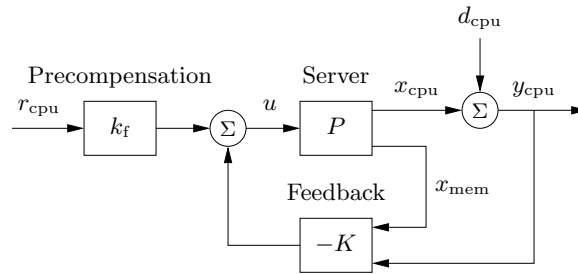 d_cpu
Precompensation Server
r_cpu u x_cpu y_cpu
k_f Σ P Σ
Feedback x_mem
−K